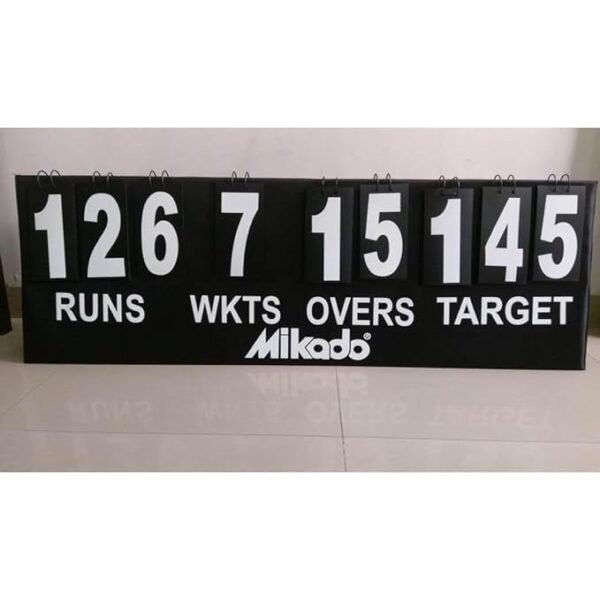 126 7 15 145
RUNS WKTS OVERS TARGET
Mikado®